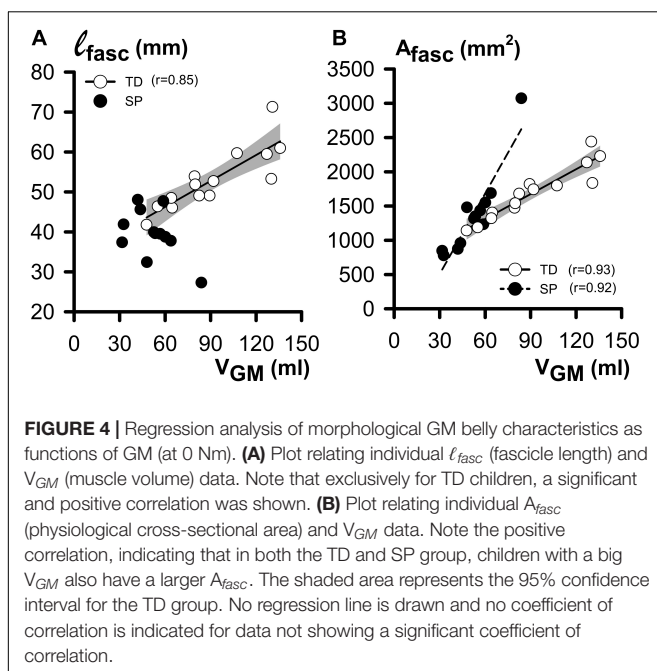 A ℓfasc (mm)
80
70
60
50
40
30
20
0 30 60 90 120 150
VGM (ml)
TD (r=0.85)
SP
B Afasc (mm²)
3500
3000
2500
2000
1500
1000
500
0
0 30 60 90 120 150
VGM (ml)
TD (r=0.93)
SP (r=0.92)
FIGURE 4 | Regression analysis of morphological GM belly characteristics as
functions of GM (at 0 Nm). (A) Plot relating individual ℓfasc (fascicle length) and
VGM (muscle volume) data. Note that exclusively for TD children, a significant
and positive correlation was shown. (B) Plot relating individual Afasc
(physiological cross-sectional area) and VGM data. Note the positive
correlation, indicating that in both the TD and SP group, children with a big
VGM also have a larger Afasc. The shaded area represents the 95% confidence
interval for the TD group. No regression line is drawn and no coefficient of
correlation is indicated for data not showing a significant coefficient of
correlation.